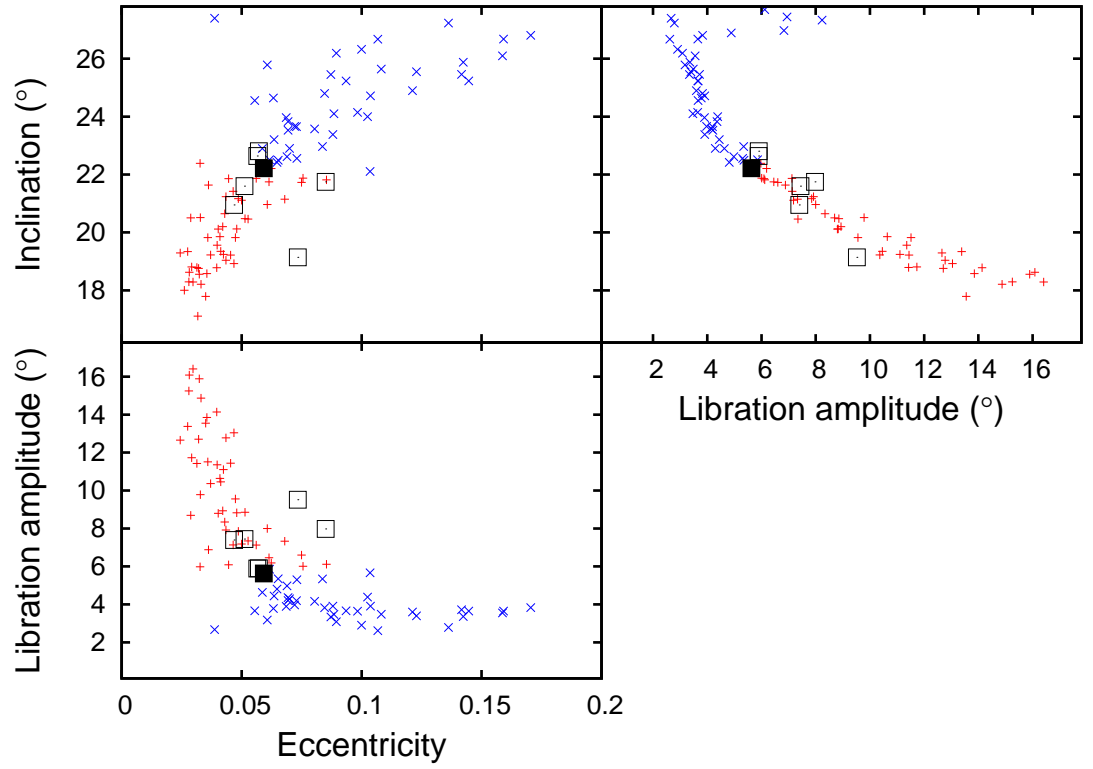 Inclination (°)
26
24
22
20
18
2 4 6 8 10 12 14 16
Libration amplitude (°)
Libration amplitude (°)
16
14
12
10
8
6
4
2
0 0.05 0.1 0.15 0.2
Eccentricity